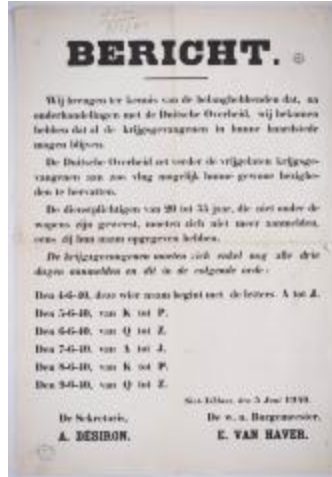 BERICHT.
Wij brengen ter kennis van de belanghebbenden dat, na
onderhandelingen met de Duitsche Overheid, wij bekomen
hebben dat al de krijgsgevangenen in hunne haardstede
mogen blijven.
De Duitsche Overheid zet verder de vrijgelaten krijgsge-
vangenen aan zoo vlug mogelijk hunne gewone bezighe-
den te hervatten.
De dienstplichtigen van 20 tot 35 jaar, die niet onder de
wapens zijn geweest, moeten zich niet meer aanmelden,
eens zij hun naam opgegeven hebben.
De krijgsgevangenen moeten zich enkel nog alle drie
dagen aanmelden en dit in de volgende orde :
Den 4-6-40, deze wier naam begint met de letters A tot J.
Den 5-6-40, van K tot P.
Den 6-6-40, van Q tot Z.
Den 7-6-40, van A tot J.
Den 8-6-40, van K tot P.
Den 9-6-40, van Q tot Z.
den 3 Juni 1940.
De Sekretaris,
De w. n. Burgemeester,
A. DESIRON.
E. VAN HAVER.